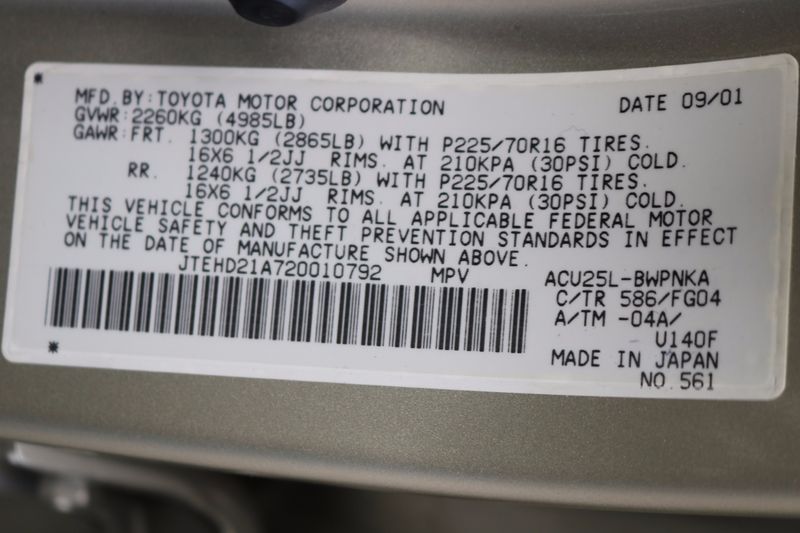 MFD.BY:TOYOTA MOTOR CORPORATION DATE 09/01
GVWR:2260KG (4985LB)
GAWR:FRT. 1300KG (2865LB) WITH P225/70R16 TIRES.
16X6 1/2JJ RIMS. AT 210KPA (30PSI) COLD.
RR. 1240KG (2735LB) WITH P225/70R16 TIRES.
16X6 1/2JJ RIMS. AT 210KPA (30PSI) COLD.
THIS VEHICLE CONFORMS TO ALL APPLICABLE FEDERAL MOTOR
VEHICLE SAFETY AND THEFT PREVENTION STANDARDS IN EFFECT
ON THE DATE OF MANUFACTURE SHOWN ABOVE.
JTEHD21A720010792 MPV ACU25L-BWPNKA
C/TR 586/FG04
A/TM -04A/
U140F
MADE IN JAPAN
NO.561